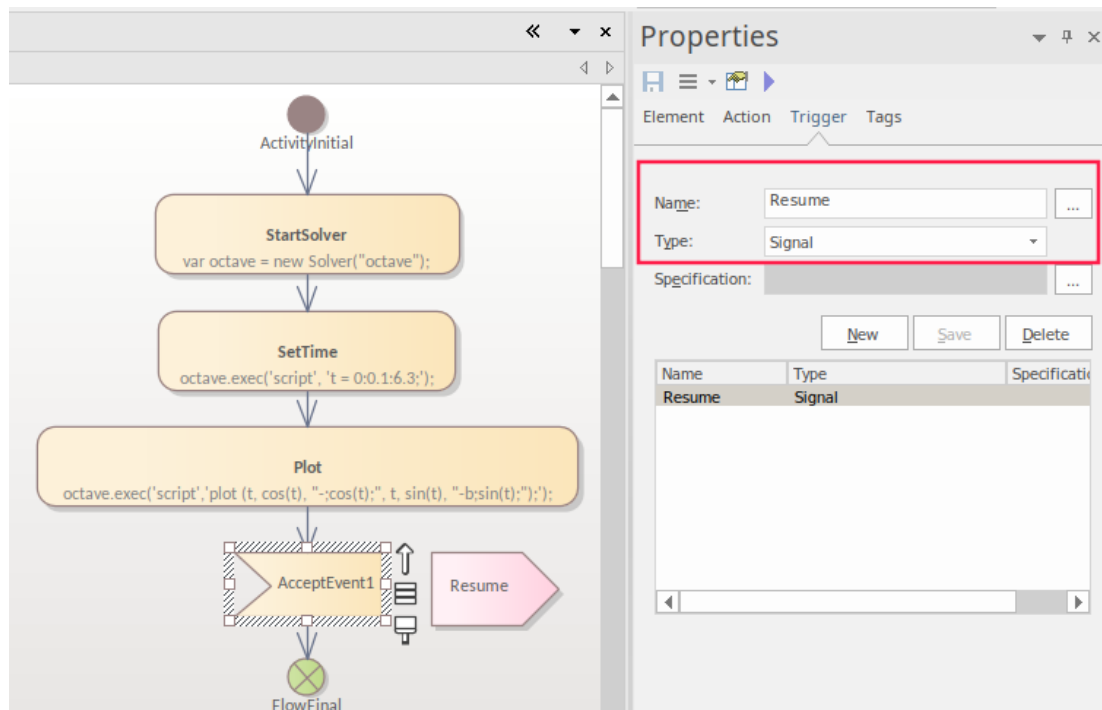 ActivityInitial
StartSolver
var octave = new Solver("octave");
SetTime
octave.exec('script', 't = 0:0.1:6.3;');
Plot
octave.exec('script','plot (t, cos(t), "-;cos(t);", t, sin(t), "-b;sin(t);");');
AcceptEvent1
Resume
FlowFinal
Properties
Element Action Trigger Tags
Name: Resume ...
Type: Signal
Specification: ...
New Save Delete
Name Type Specificatio
Resume Signal